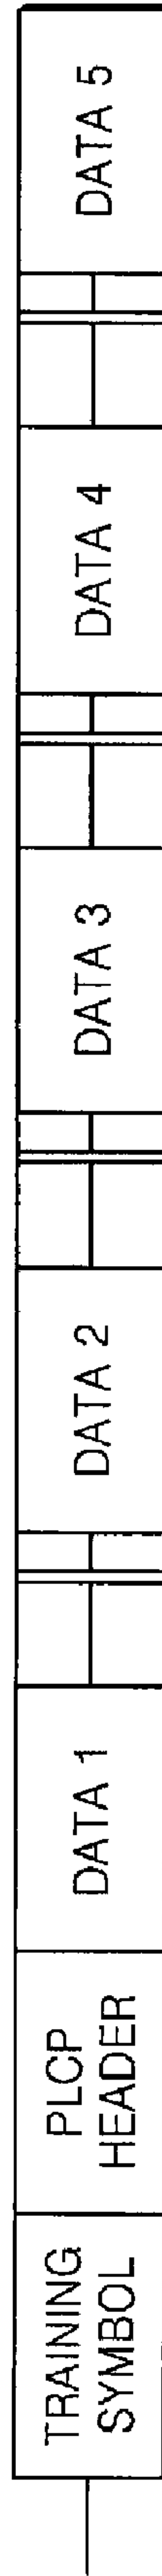 TRAINING
SYMBOL
PLCP
HEADER
DATA 1
DATA 2
DATA 3
DATA 4
DATA 5